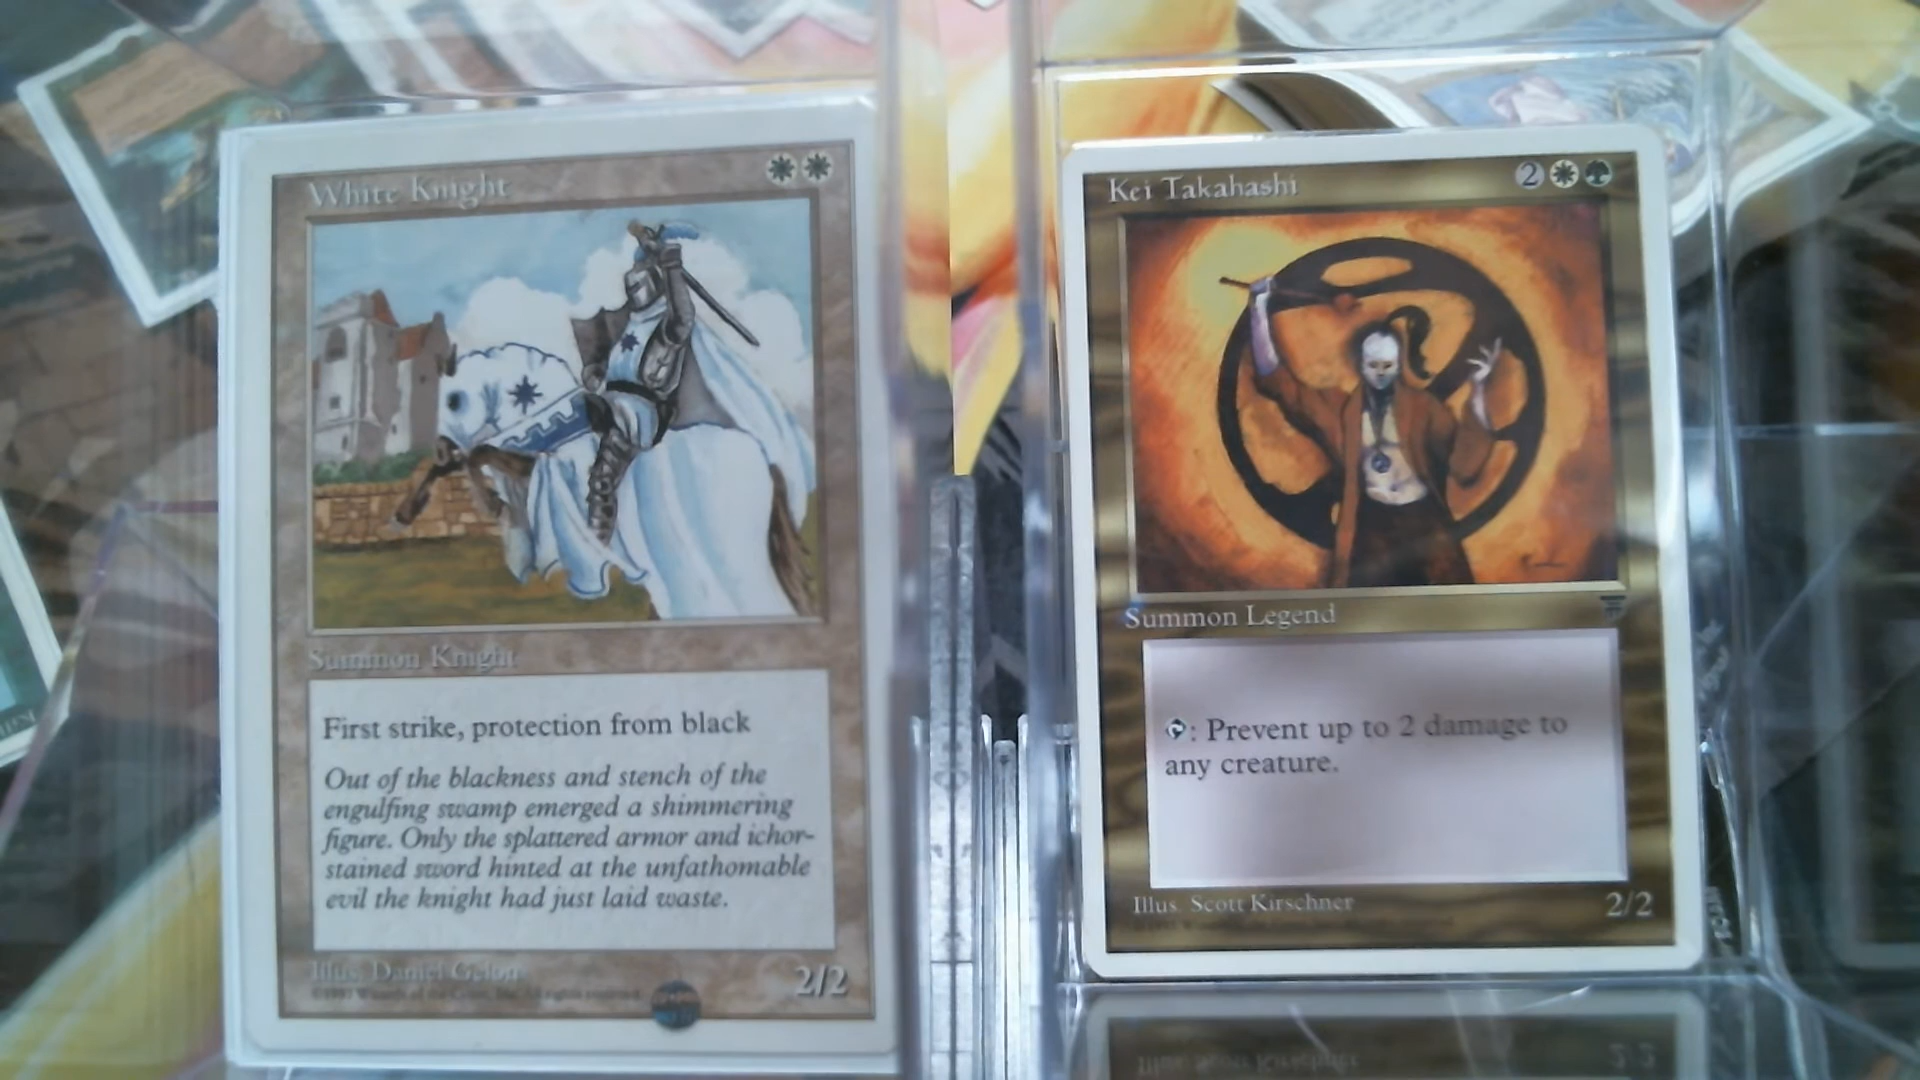 White Knight
Summon Knight
First strike, protection from black
Out of the blackness and stench of the
engulfing swamp emerged a shimmering
figure. Only the splattered armor and ichor-
stained sword hinted at the unfathomable
evil the knight had just laid waste.
Illus. Daniel Gelon
2/2
Kei Takahashi
2
Summon Legend
: Prevent up to 2 damage to
any creature.
Illus. Scott Kirschner
2/2